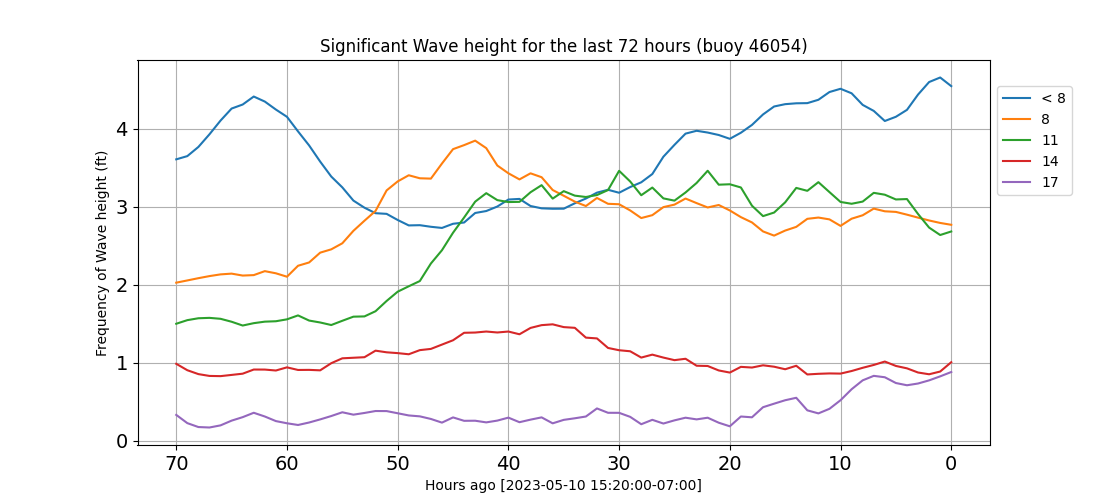 Significant Wave height for the last 72 hours (buoy 46054)
Frequency of Wave height (ft)
4
3
2
1
0
70 60 50 40 30 20 10 0
Hours ago [2023-05-10 15:20:00-07:00]
< 8
8
11
14
17